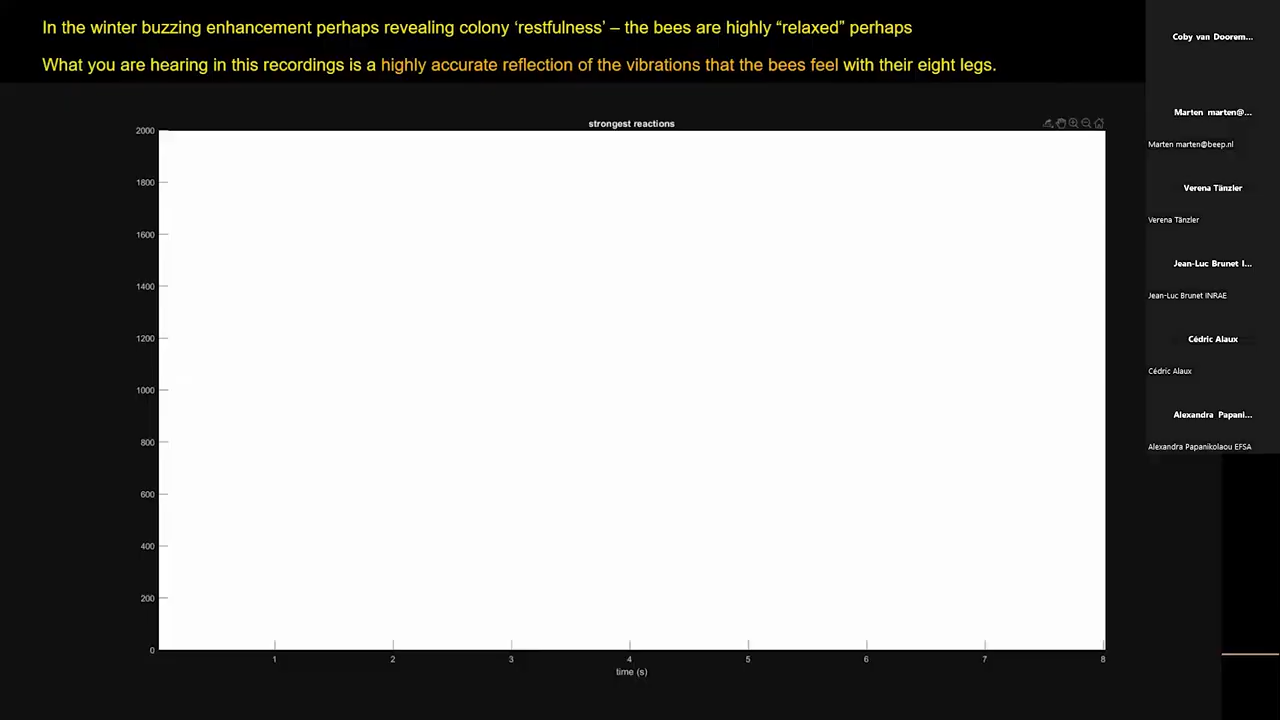 In the winter buzzing enhancement perhaps revealing colony ‘restfulness’ – the bees are highly “relaxed” perhaps
What you are hearing in this recordings is a highly accurate reflection of the vibrations that the bees feel with their eight legs.
strongest reactions
2000
1800
1600
1400
1200
1000
800
600
400
200
0
1 2 3 4 5 6 7 8
time (s)
Coby van Doorem...
Marten marten@...
Marten marten@beep.nl
Verena Tänzler
Verena Tänzler
Jean-Luc Brunet I...
Jean-Luc Brunet INRAE
Cédric Alaux
Cédric Alaux
Alexandra Papani...
Alexandra Papanikolaou EFSA